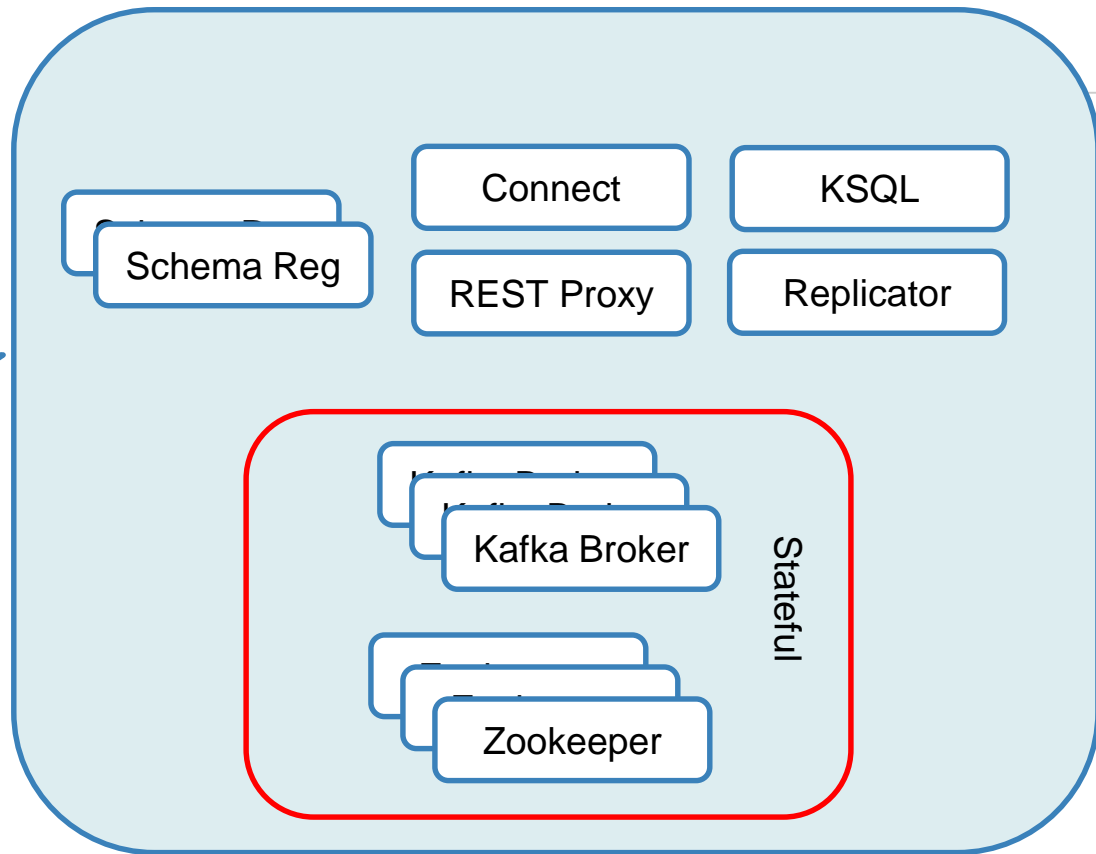 Connect
KSQL
Schema Reg
REST Proxy
Replicator
Kafka Broker
Stateful
Zookeeper